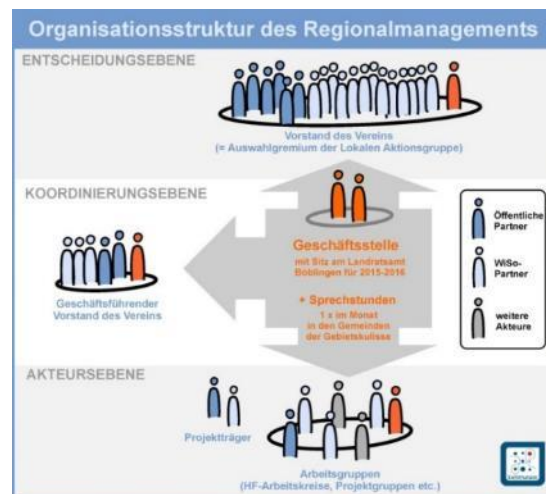 Organisationsstruktur des Regionalmanagements
ENTSCHEIDUNGSEBENE
Vorstand des Vereins
(= Auswahlgremium der Lokalen Aktionsgruppe)
KOORDINIERUNGSEBENE
Geschäftsstelle
mit Sitz am Landratsamt
Böblingen für 2015-2016
+ Sprechstunden
1 x im Monat
in den Gemeinden
der Gebietskulisse
Geschäftsführender
Vorstand des Vereins
Öffentliche
Partner
WiSo-
Partner
weitere
Akteure
AKTEURSEBENE
Projektträger
Arbeitsgruppen
(HF-Arbeitskreise, Projektgruppen etc.)